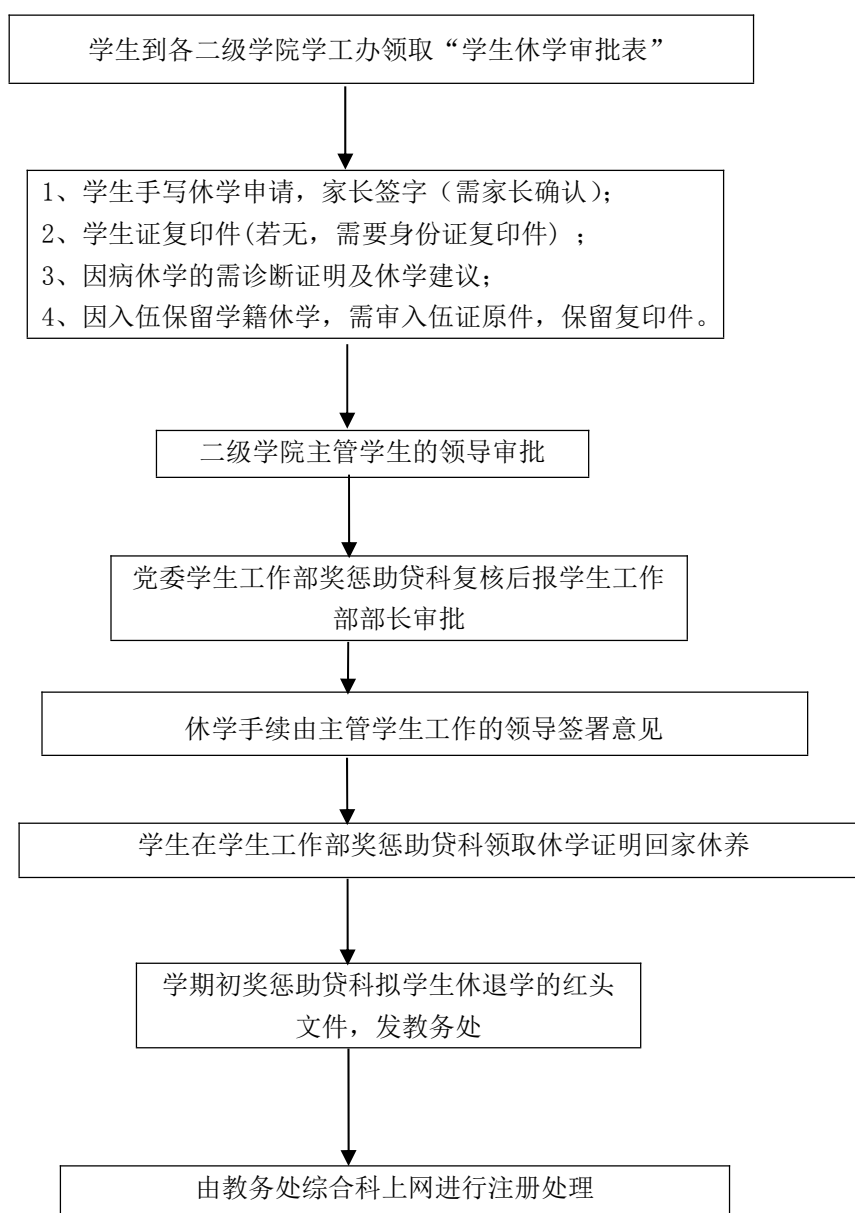 学生到各二级学院学工办领取“学生休学审批表”
1、学生手写休学申请，家长签字（需家长确认）；
2、学生证复印件(若无，需要身份证复印件) ；
3、因病休学的需诊断证明及休学建议；
4、因入伍保留学籍休学，需审入伍证原件，保留复印件。
二级学院主管学生的领导审批
党委学生工作部奖惩助贷科复核后报学生工作
部部长审批
休学手续由主管学生工作的领导签署意见
学生在学生工作部奖惩助贷科领取休学证明回家休养
学期初奖惩助贷科拟学生休退学的红头
文件，发教务处
由教务处综合科上网进行注册处理